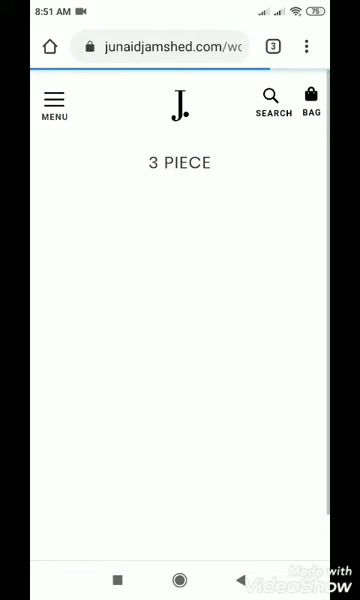 8:51 AM 75
junaidjamshed.com/wo 3
MENU J. SEARCH BAG
3 PIECE
Made with
VideoShow